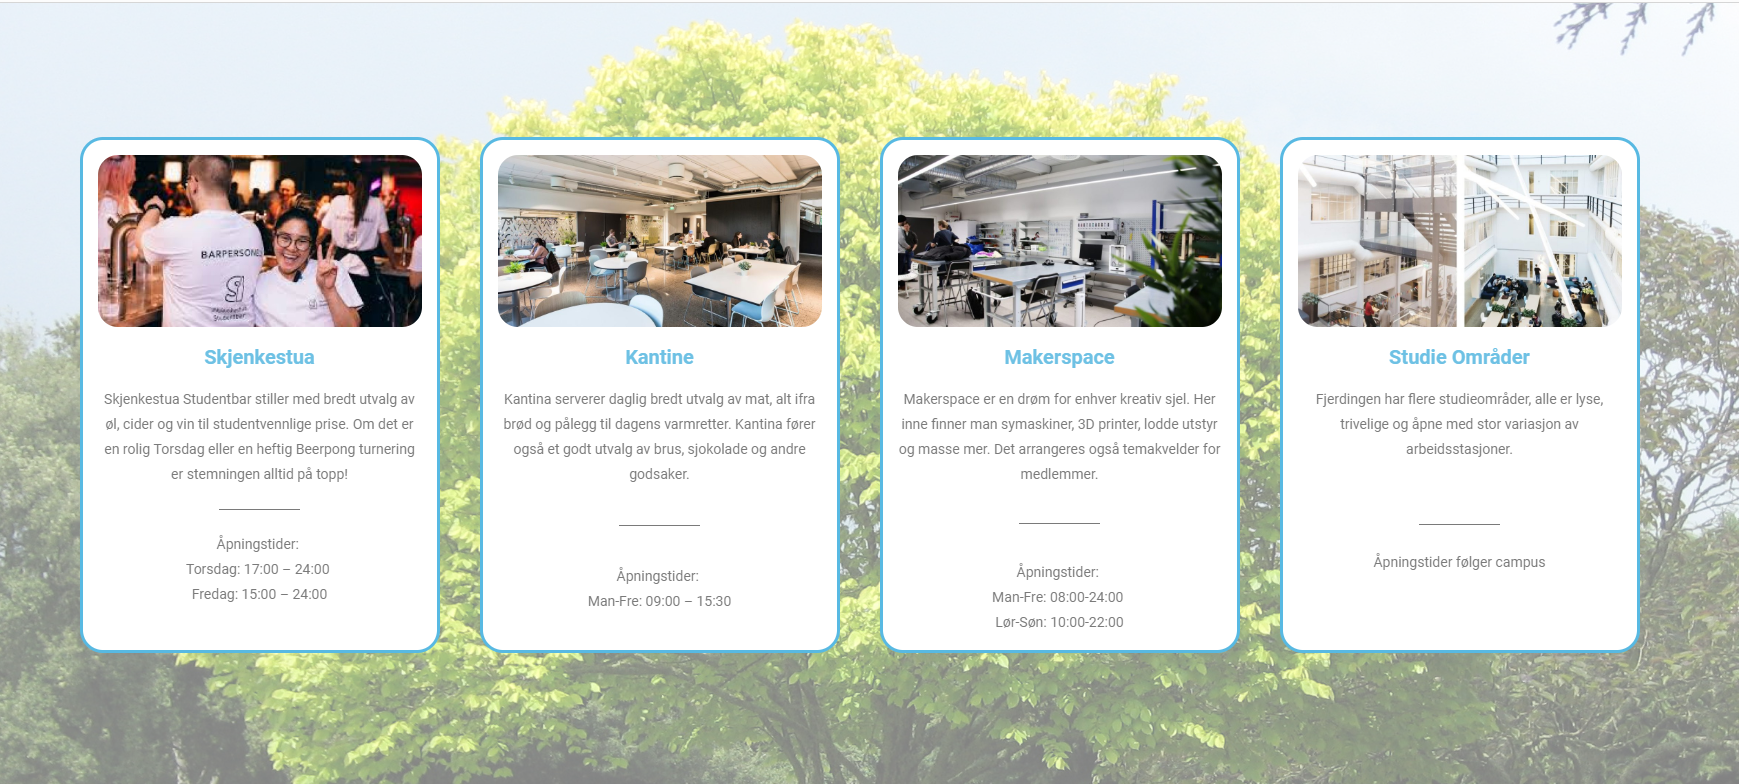 BARPERSONELL
Skjenkestua
Skjenkestua Studentbar stiller med bredt utvalg av
øl, cider og vin til studentvennlige prise. Om det er
en rolig Torsdag eller en heftig Beerpong turnering
er stemningen alltid på topp!
Åpningstider:
Torsdag: 17:00 – 24:00
Fredag: 15:00 – 24:00
Kantine
Kantina serverer daglig bredt utvalg av mat, alt ifra
brød og pålegg til dagens varmretter. Kantina fører
også et godt utvalg av brus, sjokolade og andre
godsaker.
Åpningstider:
Man-Fre: 09:00 – 15:30
Makerspace
Makerspace er en drøm for enhver kreativ sjel. Her
inne finner man symaskiner, 3D printer, lodde utstyr
og masse mer. Det arrangeres også temakvelder for
medlemmer.
Åpningstider:
Man-Fre: 08:00-24:00
Lør-Søn: 10:00-22:00
Studie Områder
Fjerdingen har flere studieområder, alle er lyse,
trivelige og åpne med stor variasjon av
arbeidsstasjoner.
Åpningstider følger campus